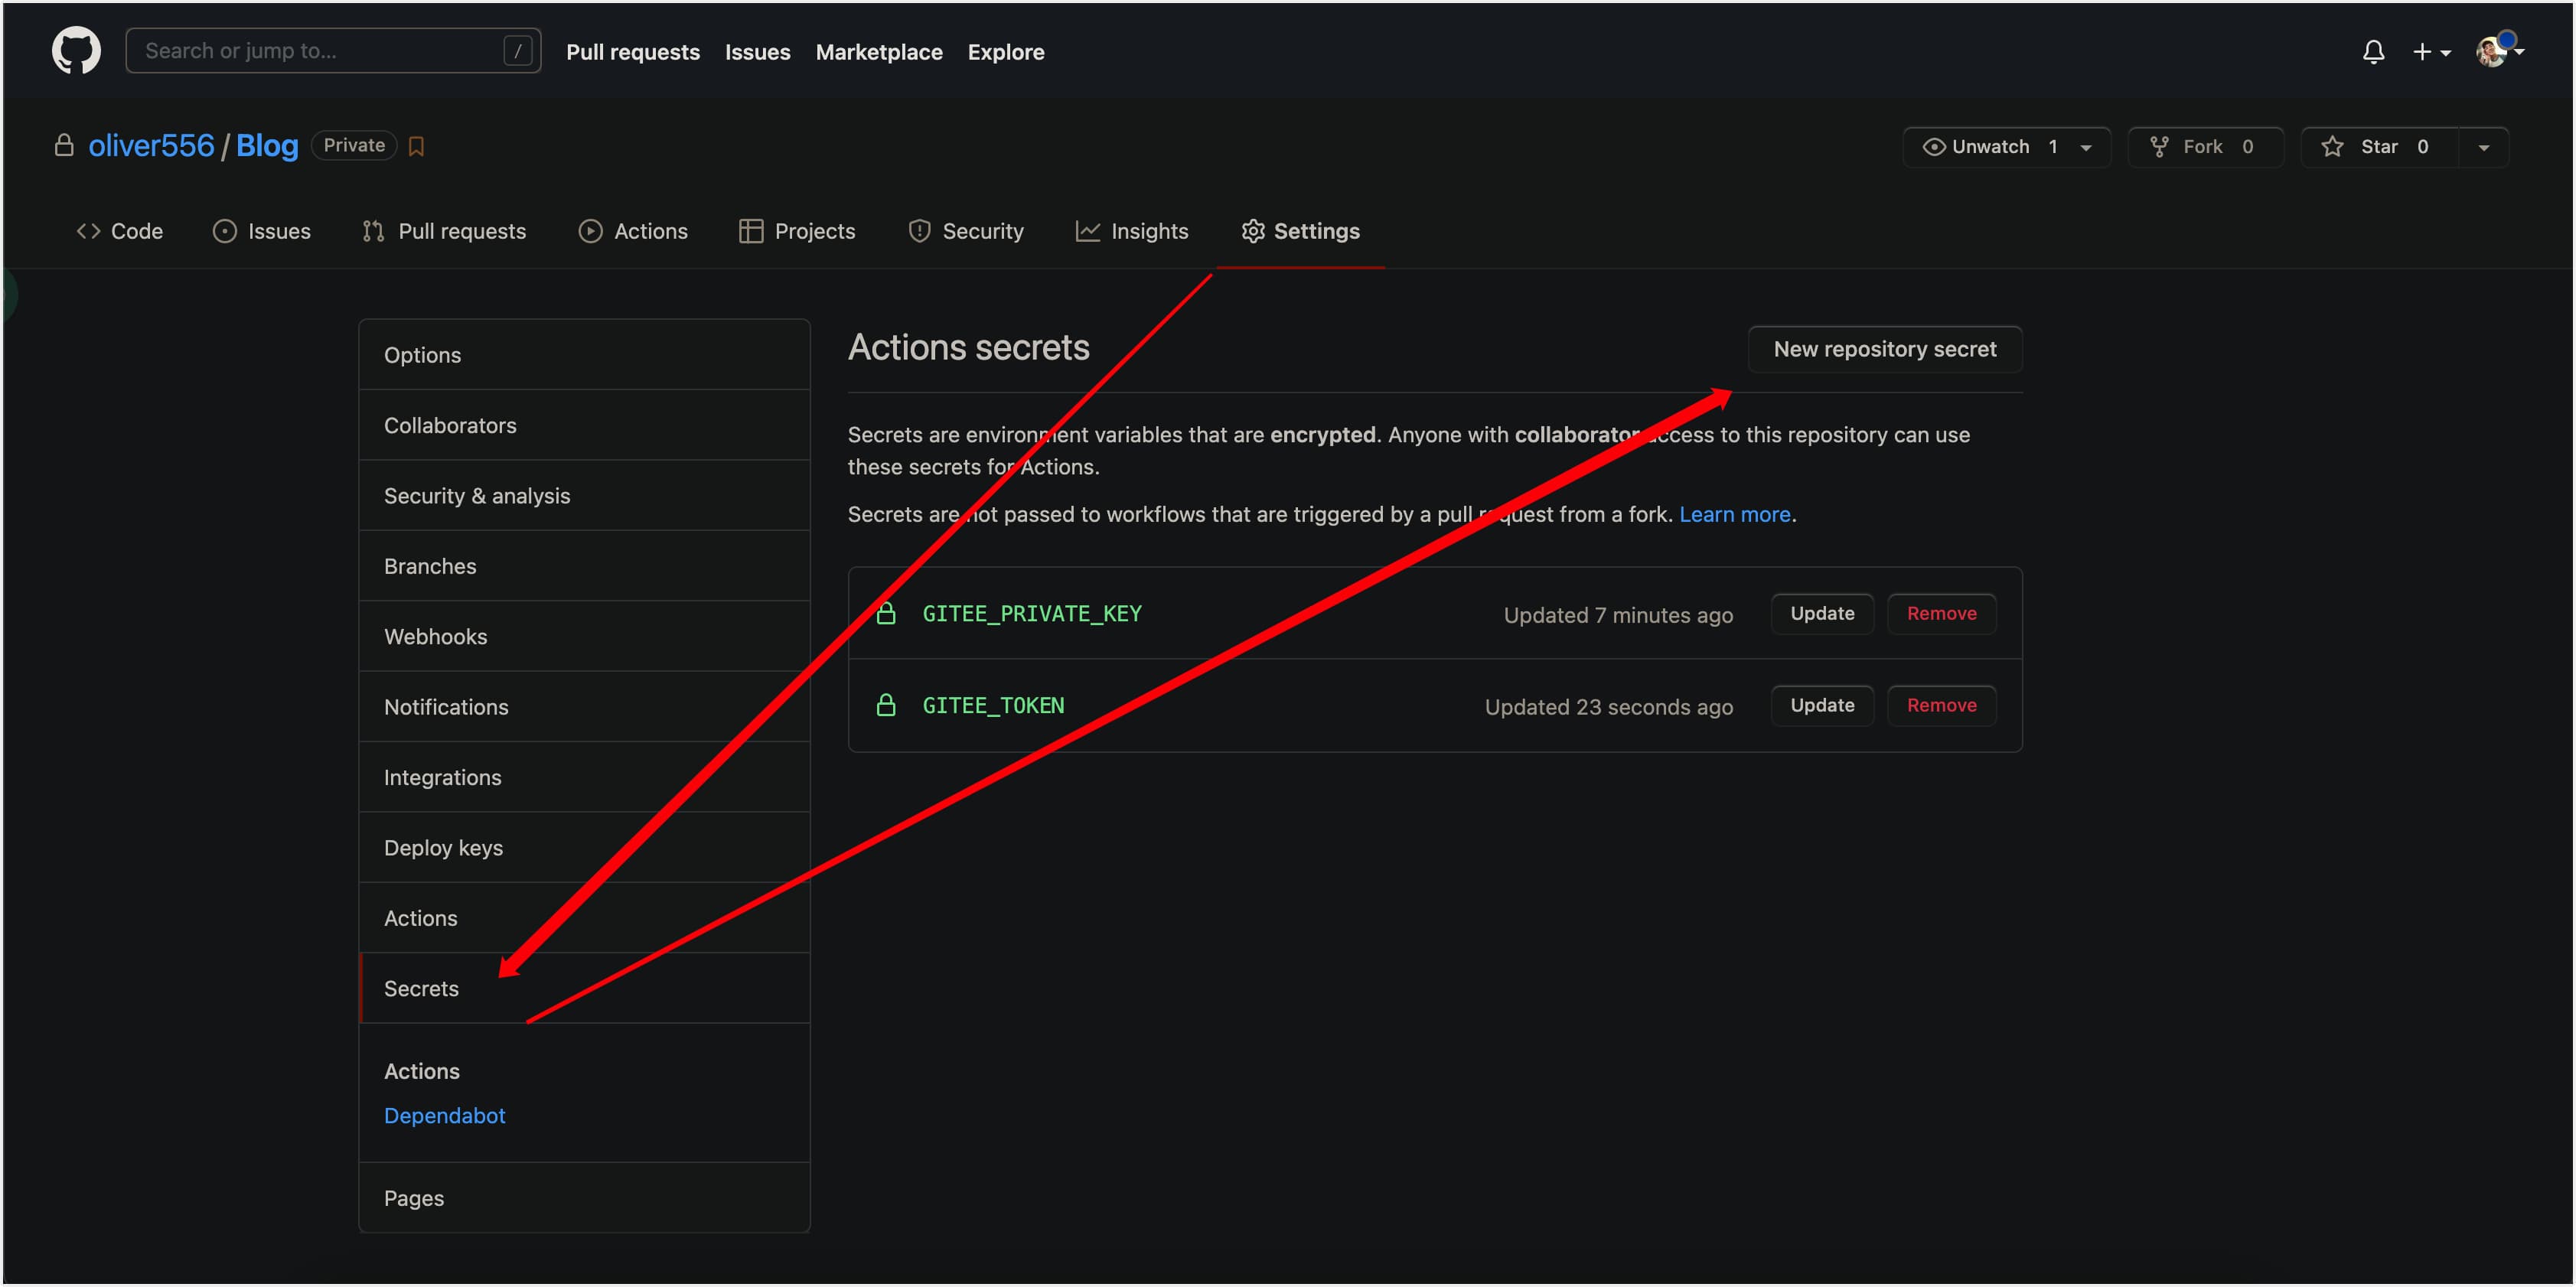 Search or jump to... / Pull requests Issues Marketplace Explore
oliver556 / Blog Private Unwatch 1 Fork 0 Star 0
Code Issues Pull requests Actions Projects Security Insights Settings
Options
Collaborators
Security & analysis
Branches
Webhooks
Notifications
Integrations
Deploy keys
Actions
Secrets
Actions
Dependabot
Pages
Actions secrets New repository secret
Secrets are environment variables that are encrypted. Anyone with collaborator access to this repository can use
these secrets for Actions.
Secrets are not passed to workflows that are triggered by a pull request from a fork. Learn more.
GITEE_PRIVATE_KEY Updated 7 minutes ago Update Remove
GITEE_TOKEN Updated 23 seconds ago Update Remove